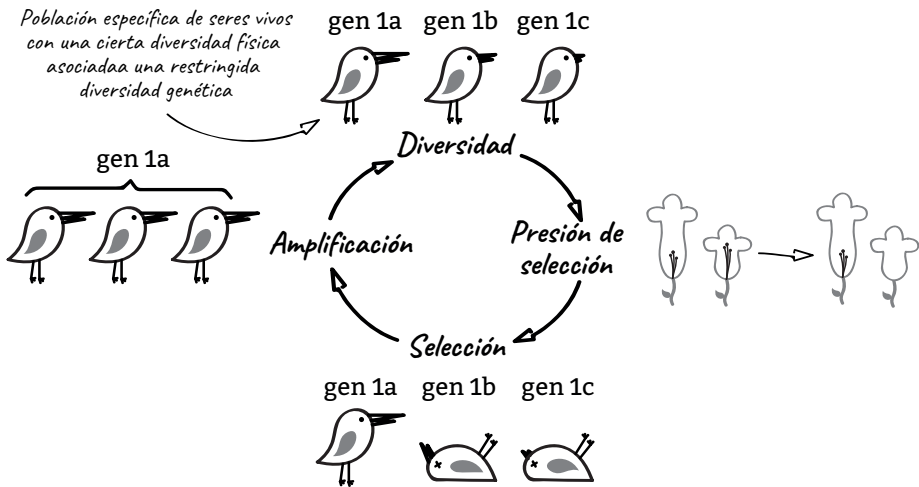 Población específica de seres vivos
con una cierta diversidad física
asociadaa una restringida
diversidad genética
gen 1a gen 1b gen 1c
Diversidad
gen 1a
Amplificación
Presión de
selección
Selección
gen 1a gen 1b gen 1c